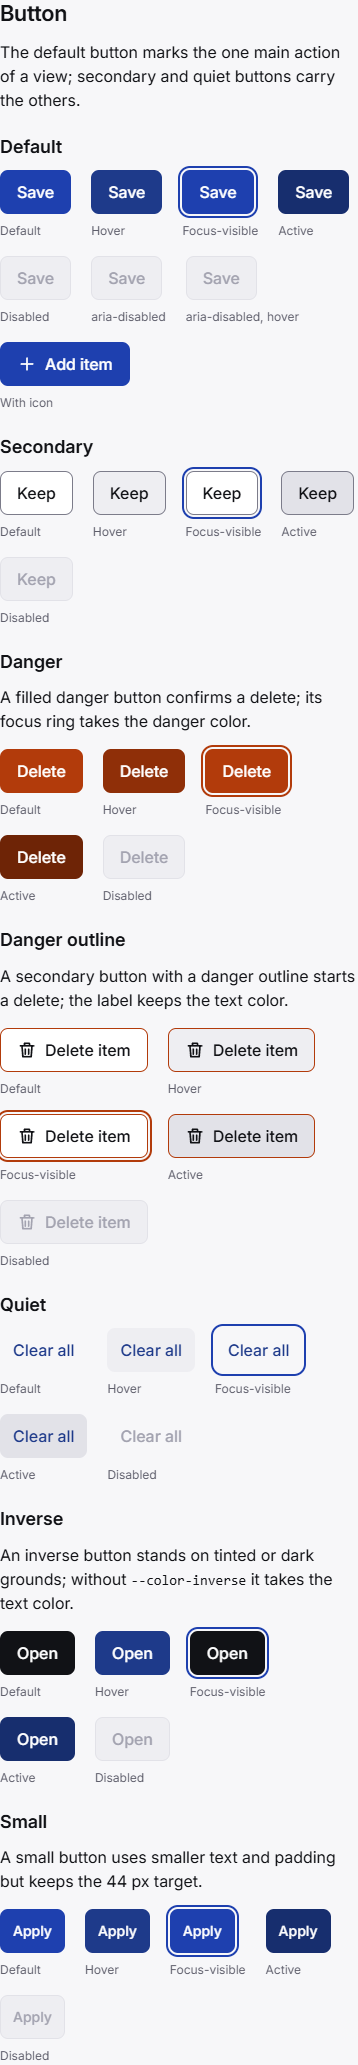 Button
The default button marks the one main action
of a view; secondary and quiet buttons carry
the others.
Default
Save Save Save Save
Default Hover Focus-visible Active
Save Save Save
Disabled aria-disabled aria-disabled, hover
Add item
With icon
Secondary
Keep Keep Keep Keep
Default Hover Focus-visible Active
Keep
Disabled
Danger
A filled danger button confirms a delete; its
focus ring takes the danger color.
Delete Delete Delete
Default Hover Focus-visible
Delete Delete
Active Disabled
Danger outline
A secondary button with a danger outline starts
a delete; the label keeps the text color.
Delete item Delete item
Default Hover
Delete item Delete item
Focus-visible Active
Delete item
Disabled
Quiet
Clear all Clear all Clear all
Default Hover Focus-visible
Clear all Clear all
Active Disabled
Inverse
An inverse button stands on tinted or dark
grounds; without --color-inverse it takes the
text color.
Open Open Open
Default Hover Focus-visible
Open Open
Active Disabled
Small
A small button uses smaller text and padding
but keeps the 44 px target.
Apply Apply Apply Apply
Default Hover Focus-visible Active
Apply
Disabled